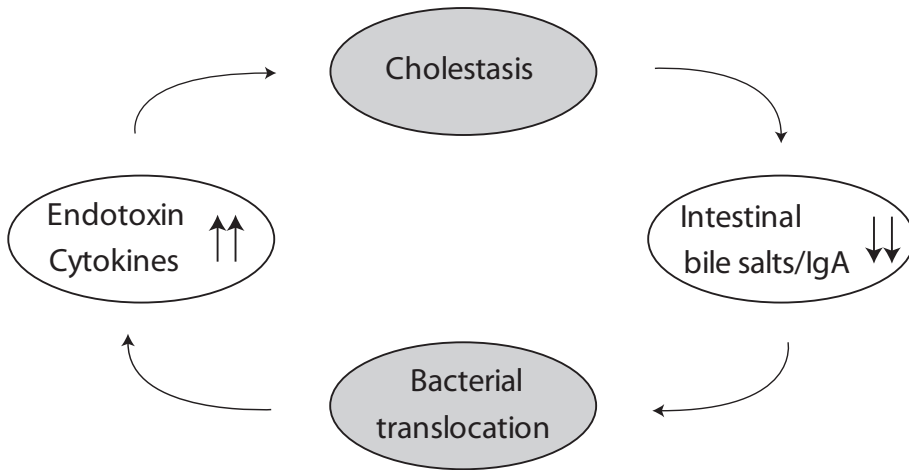 Cholestasis
Intestinal
bile salts/IgA
Bacterial
translocation
Endotoxin
Cytokines